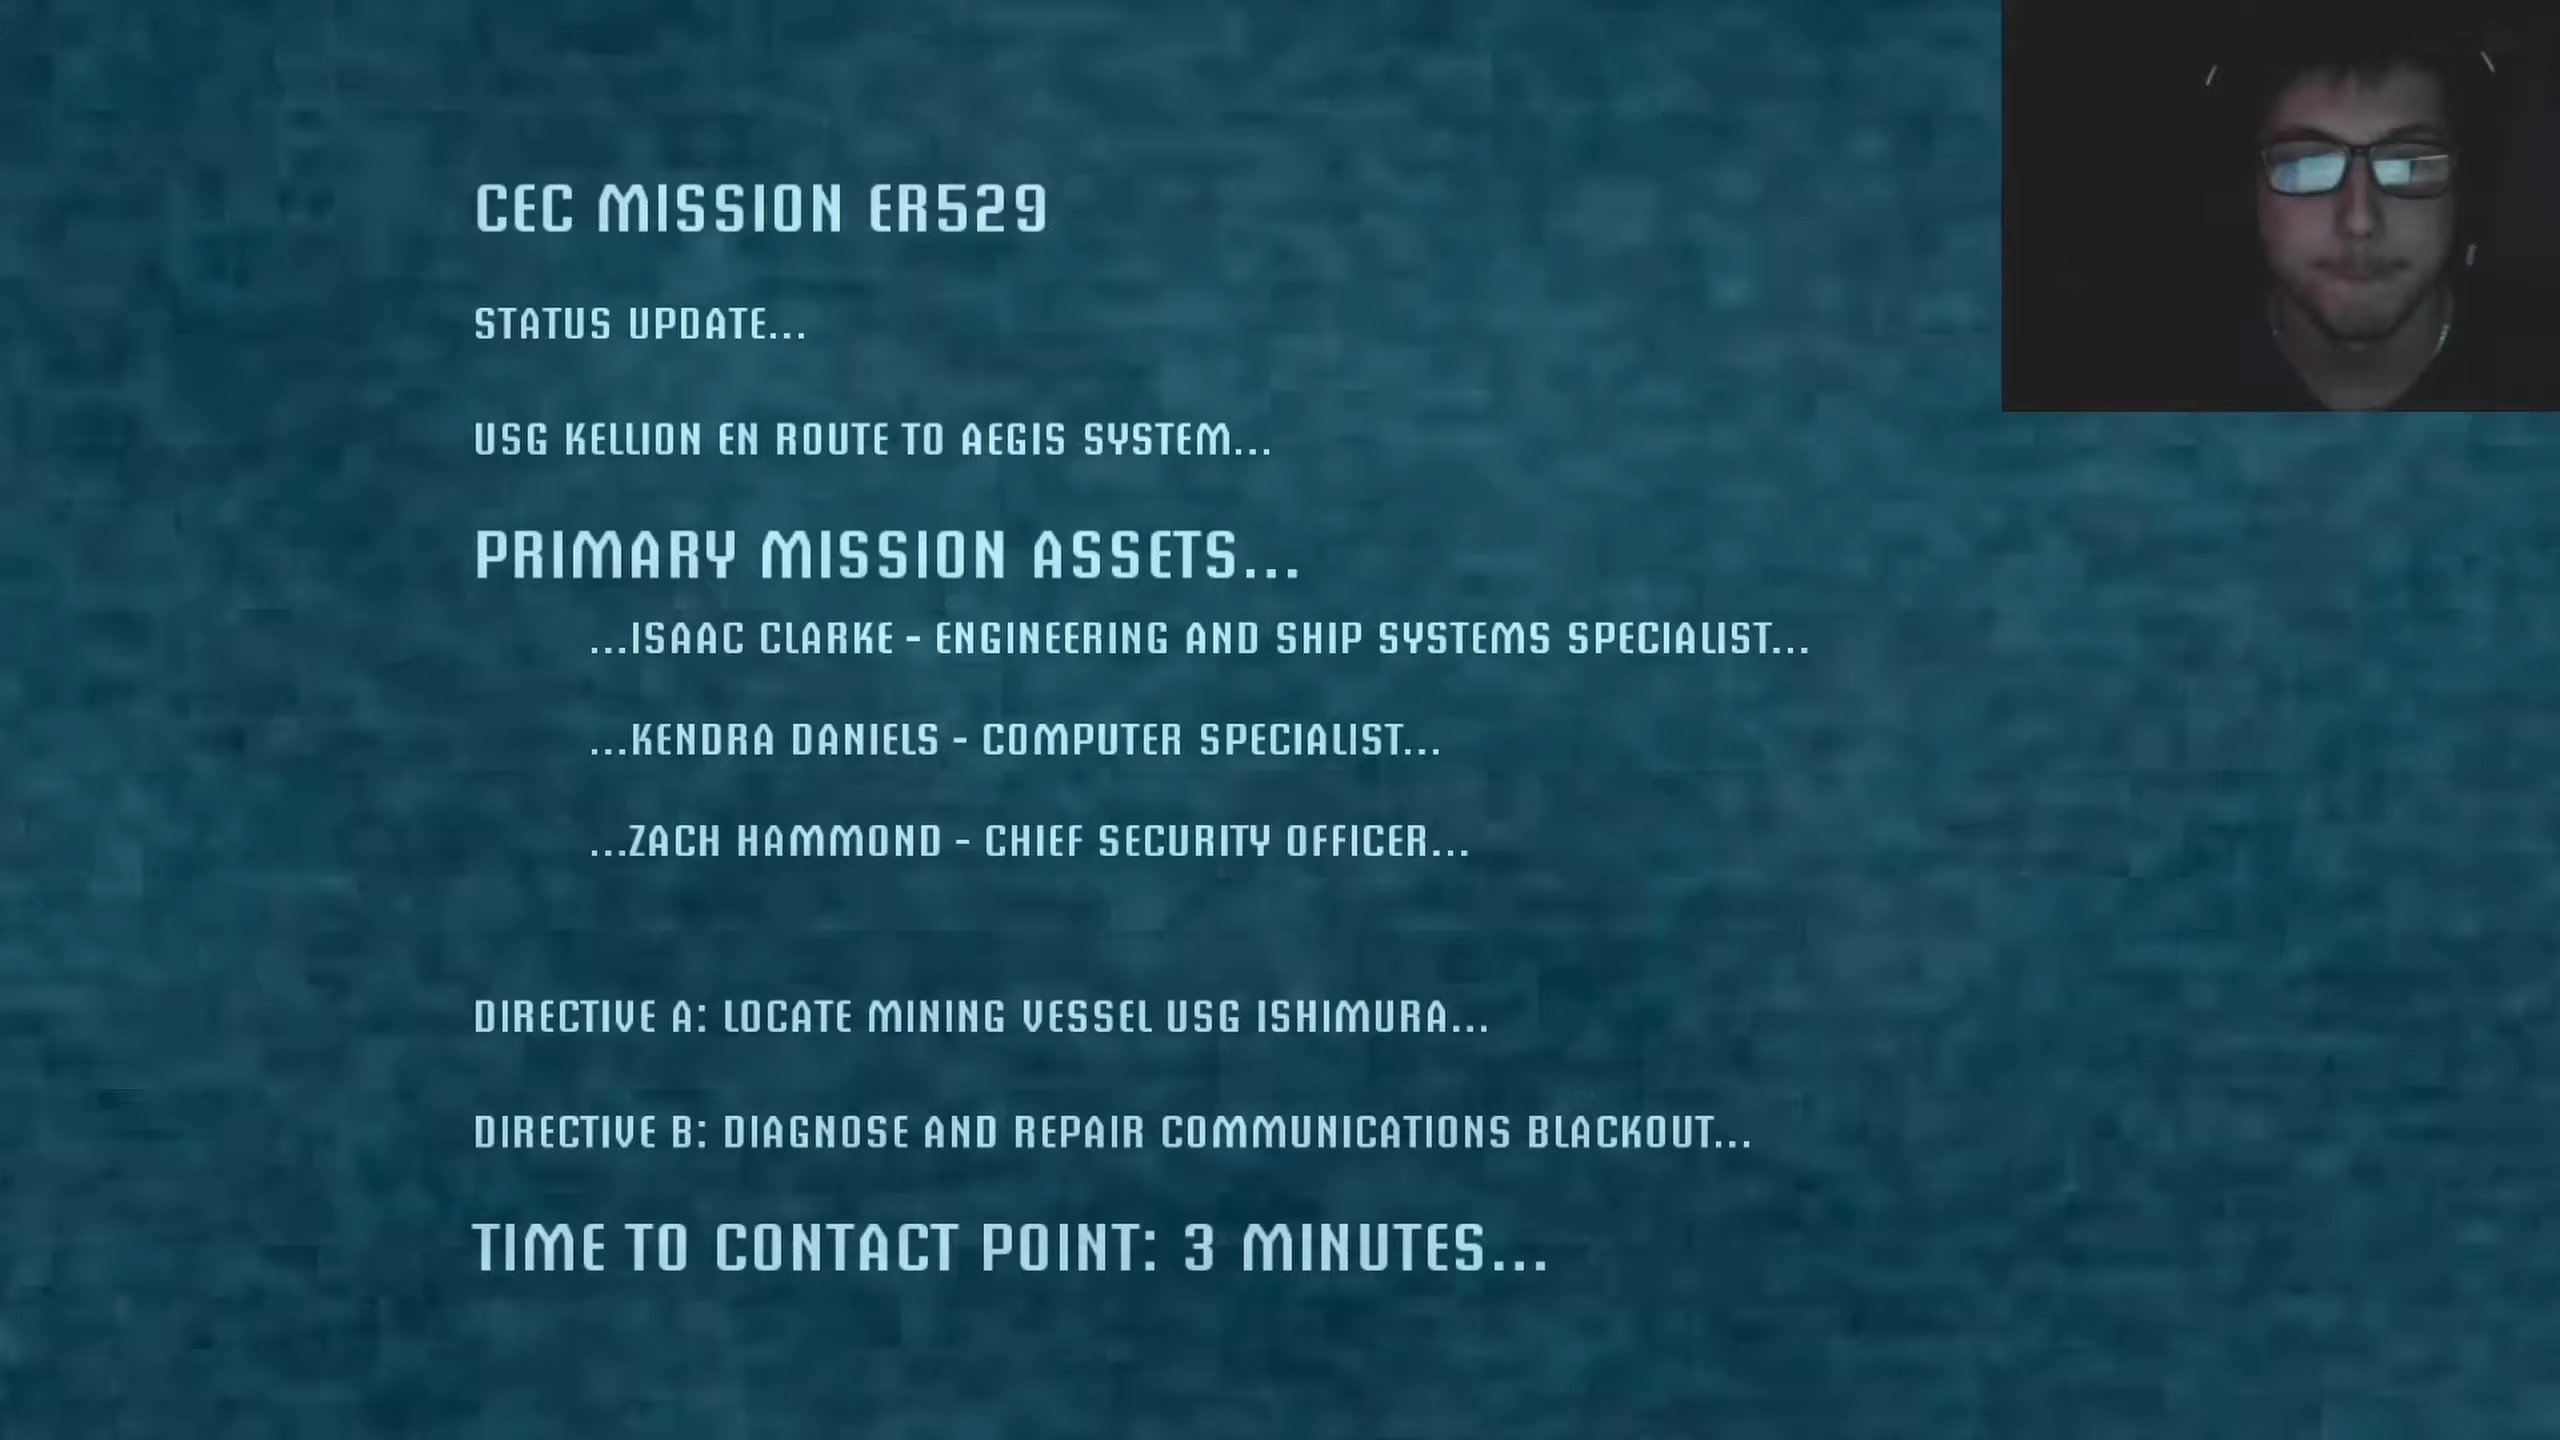 CEC MISSION ER529
STATUS UPDATE...
USG KELLION EN ROUTE TO AEGIS SYSTEM...
PRIMARY MISSION ASSETS...
...ISAAC CLARKE - ENGINEERING AND SHIP SYSTEMS SPECIALIST...
...KENDRA DANIELS - COMPUTER SPECIALIST...
...ZACH HAMMOND - CHIEF SECURITY OFFICER...
DIRECTIVE A: LOCATE MINING VESSEL USG ISHIMURA...
DIRECTIVE B: DIAGNOSE AND REPAIR COMMUNICATIONS BLACKOUT...
TIME TO CONTACT POINT: 3 MINUTES...